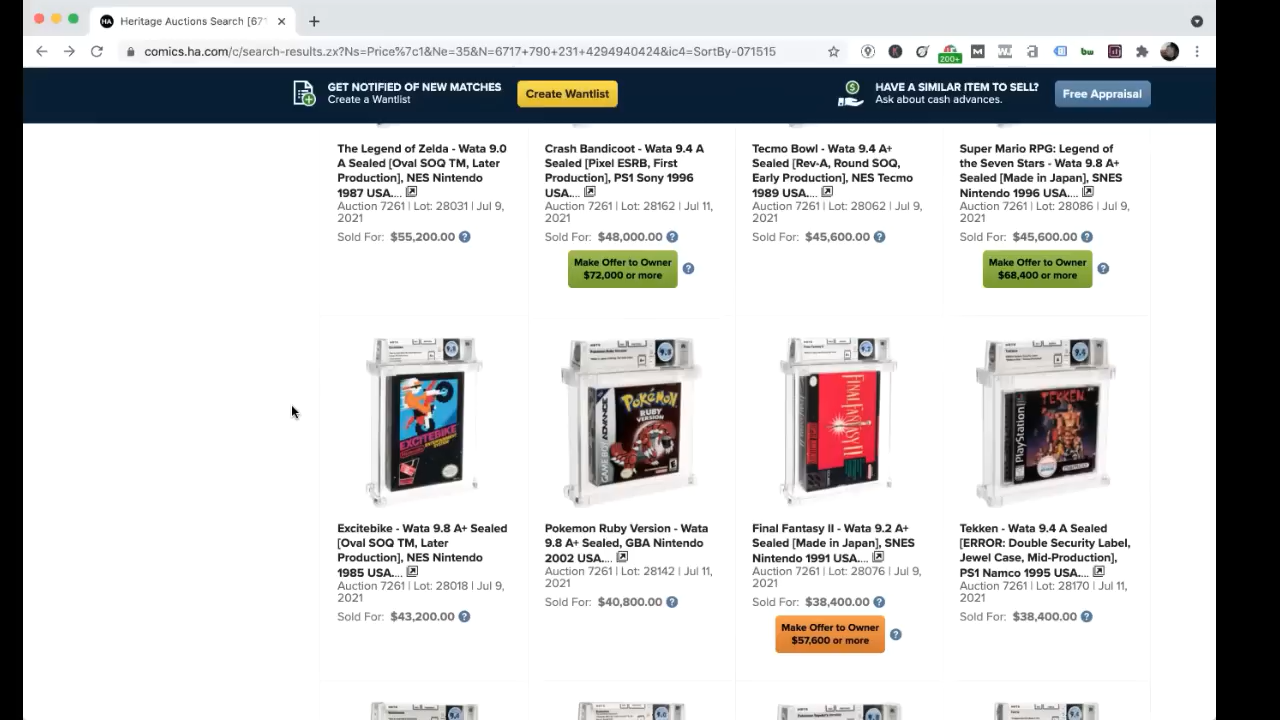 HA Heritage Auctions Search [67
comics.ha.com/c/search-results.zx?Ns=Price%7c1&Ne=35&N=6717+790+231+4294940424&ic4=SortBy-071515
200+
GET NOTIFIED OF NEW MATCHES
Create a Wantlist
Create Wantlist
HAVE A SIMILAR ITEM TO SELL?
Ask about cash advances.
Free Appraisal
The Legend of Zelda - Wata 9.0
A Sealed [Oval SOQ TM, Later
Production], NES Nintendo
1987 USA....
Auction 7261 | Lot: 28031 | Jul 9,
2021
Sold For: $55,200.00
Crash Bandicoot - Wata 9.4 A
Sealed [Pixel ESRB, First
Production], PS1 Sony 1996
USA....
Auction 7261 | Lot: 28162 | Jul 11,
2021
Sold For: $48,000.00
Make Offer to Owner
$72,000 or more
Tecmo Bowl - Wata 9.4 A+
Sealed [Rev-A, Round SOQ,
Early Production], NES Tecmo
1989 USA....
Auction 7261 | Lot: 28062 | Jul 9,
2021
Sold For: $45,600.00
Super Mario RPG: Legend of
the Seven Stars - Wata 9.8 A+
Sealed [Made in Japan], SNES
Nintendo 1996 USA....
Auction 7261 | Lot: 28086 | Jul 9,
2021
Sold For: $45,600.00
Make Offer to Owner
$68,400 or more
9.8
EXCITEBIKE
Excitebike - Wata 9.8 A+ Sealed
[Oval SOQ TM, Later
Production], NES Nintendo
1985 USA....
Auction 7261 | Lot: 28018 | Jul 9,
2021
Sold For: $43,200.00
9.8
GAME BOY ADVANCE
POKéMON
RUBY VERSION
Pokemon Ruby Version - Wata
9.8 A+ Sealed, GBA Nintendo
2002 USA....
Auction 7261 | Lot: 28142 | Jul 11,
2021
Sold For: $40,800.00
9.2
FINAL FANTASY II
Final Fantasy II - Wata 9.2 A+
Sealed [Made in Japan], SNES
Nintendo 1991 USA....
Auction 7261 | Lot: 28076 | Jul 9,
2021
Sold For: $38,400.00
Make Offer to Owner
$57,600 or more
9.4
PlayStation
TEKKEN
Tekken - Wata 9.4 A Sealed
[ERROR: Double Security Label,
Jewel Case, Mid-Production],
PS1 Namco 1995 USA....
Auction 7261 | Lot: 28170 | Jul 11,
2021
Sold For: $38,400.00